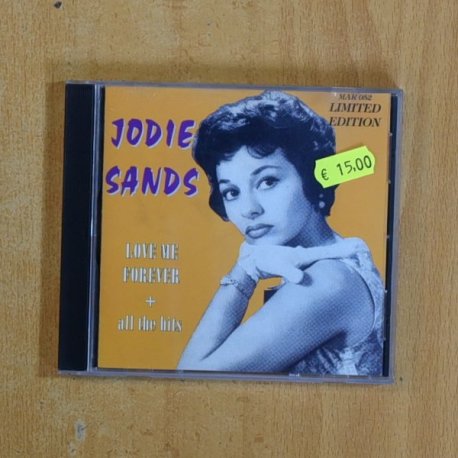 MAR 082
LIMITED
EDITION
JODIE
SANDS
€ 15,00
LOVE ME
FOREVER
+
all the hits